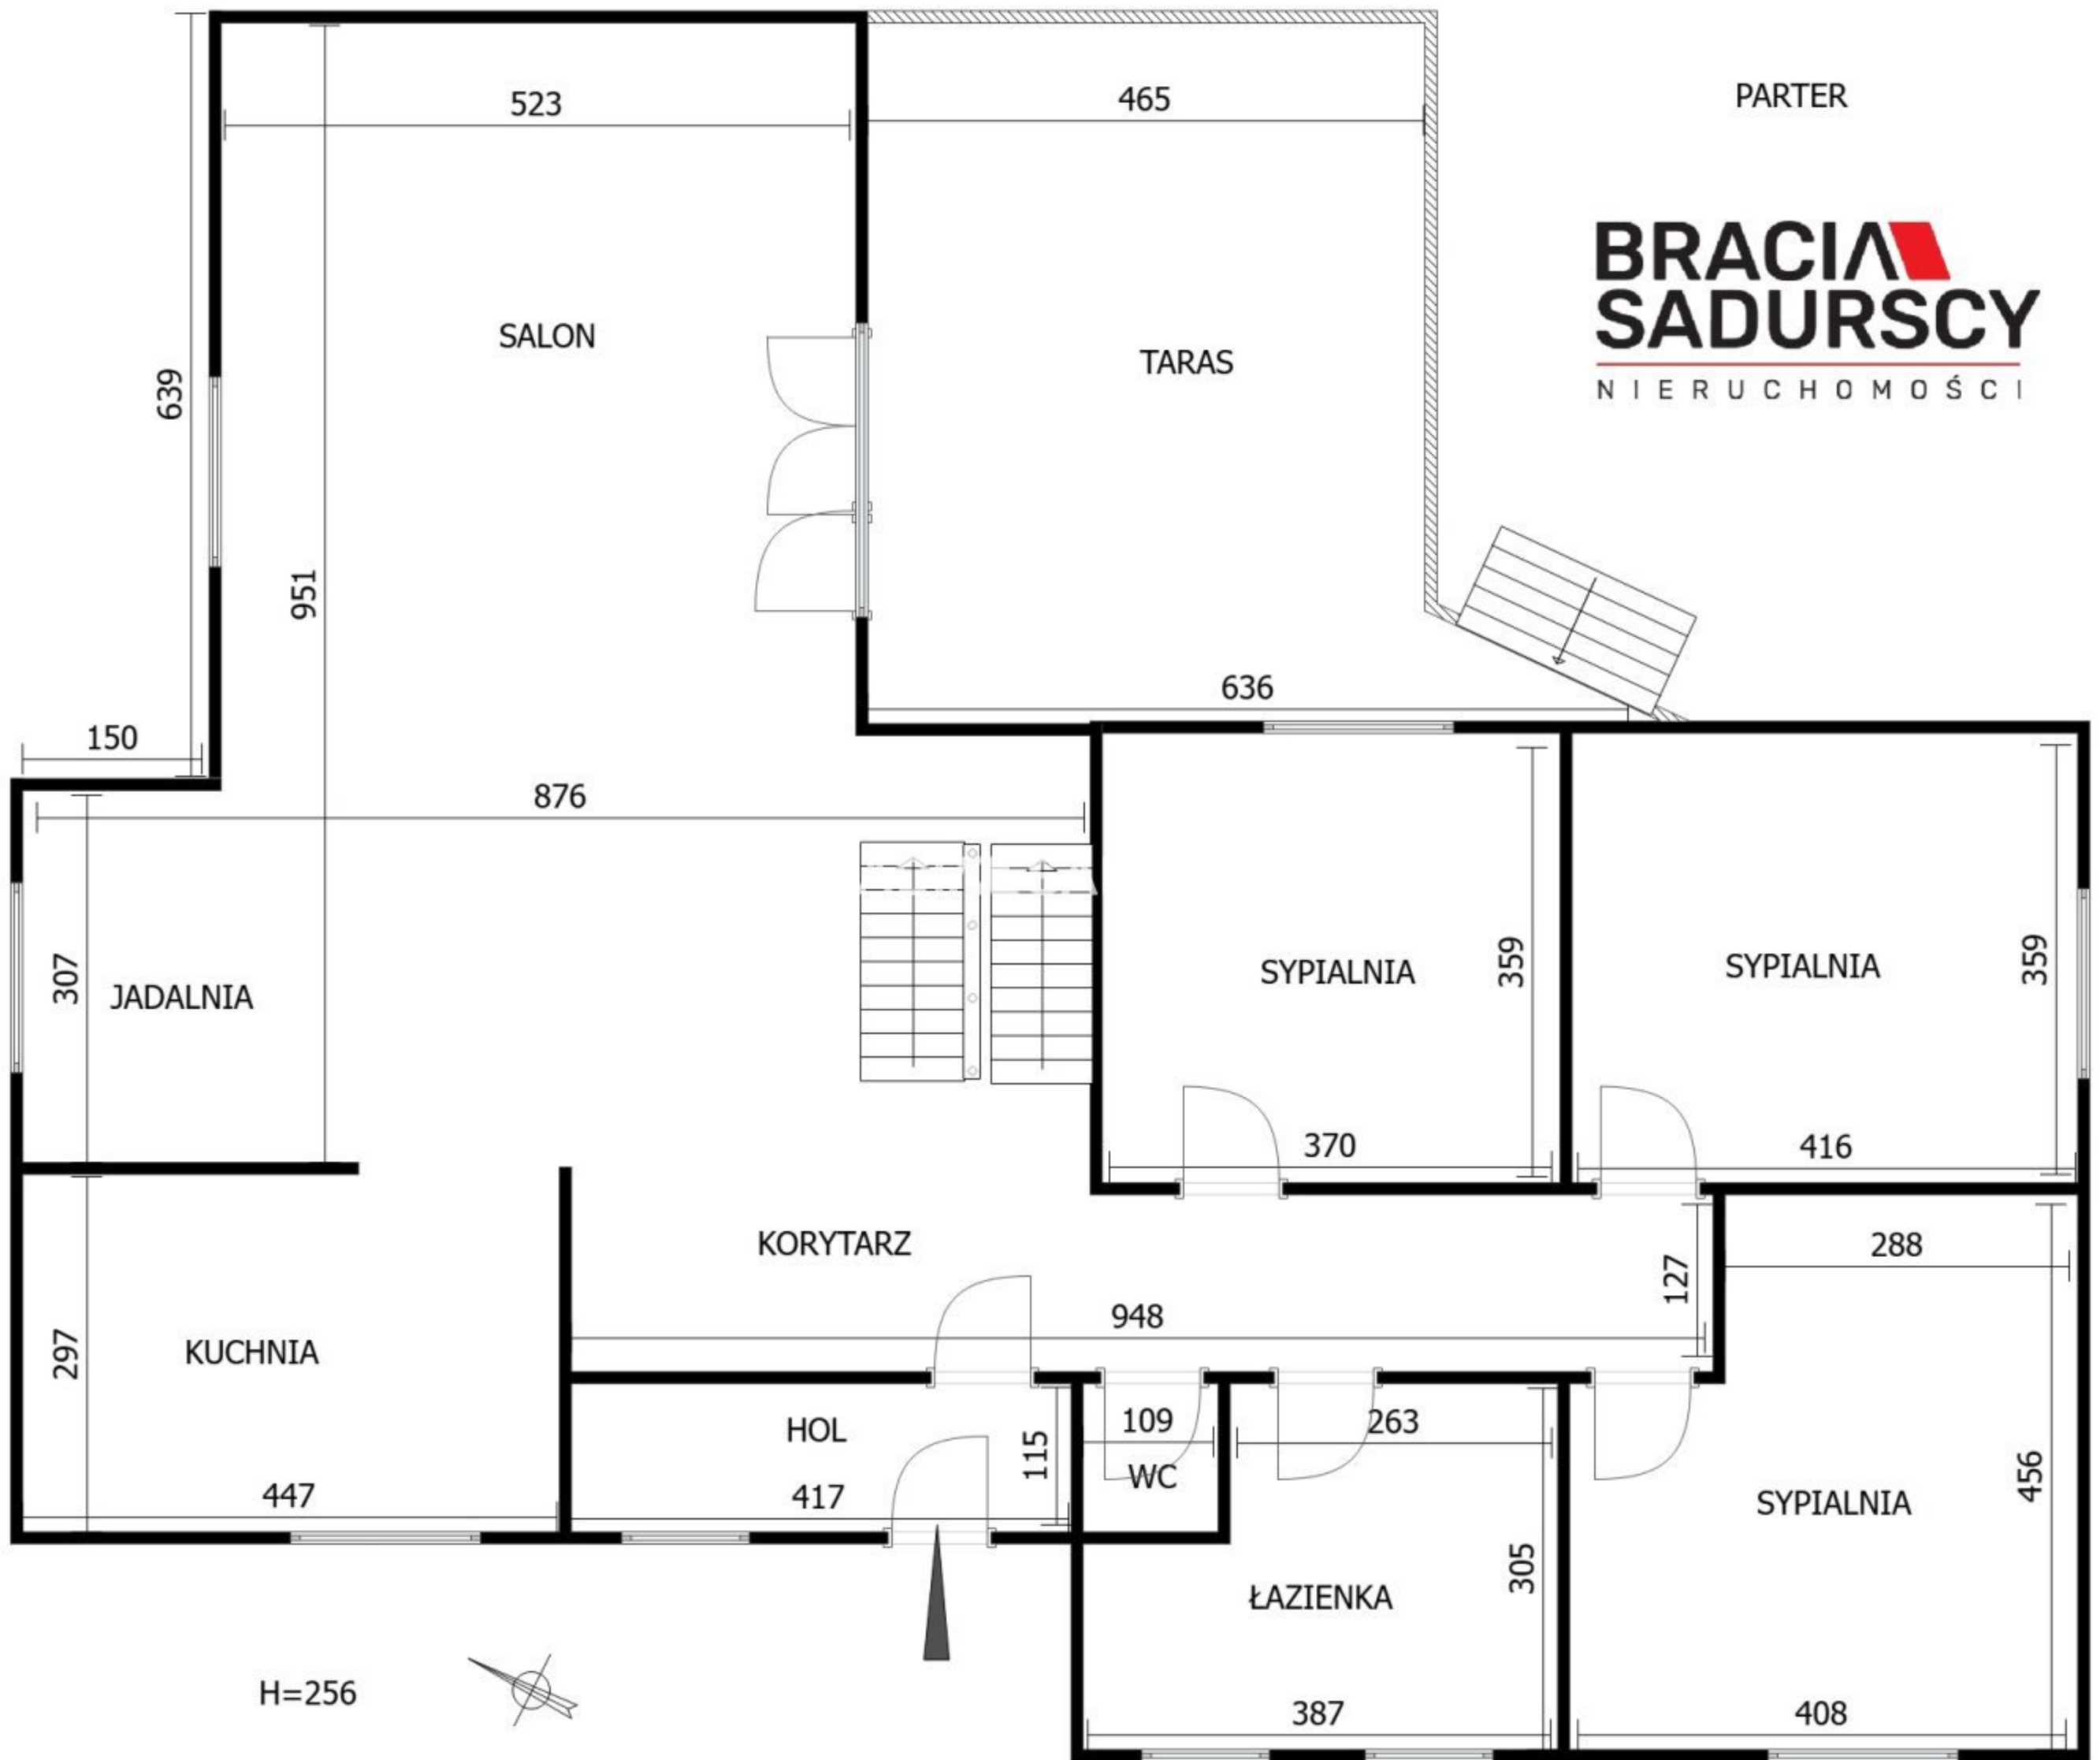 523
465
PARTER
BRACIA
SADURSCY
NIERUCHOMOŚCI
SALON
TARAS
639
951
636
150
876
307
JADALNIA
SYPIALNIA
359
SYPIALNIA
359
370
416
KORYTARZ
288
127
948
297
KUCHNIA
HOL
115
109
263
WC
447
417
456
SYPIALNIA
305
ŁAZIENKA
H=256
387
408